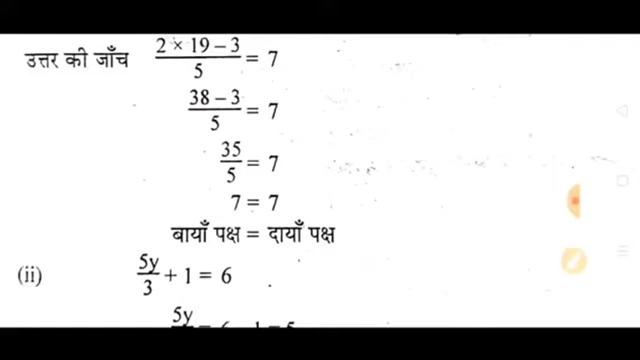 उत्तर की जाँच (2 × 19 – 3)/5 = 7
(38 – 3)/5 = 7
35/5 = 7
7 = 7
बायाँ पक्ष = दायाँ पक्ष
(ii) 5y/3 + 1 = 6
5y